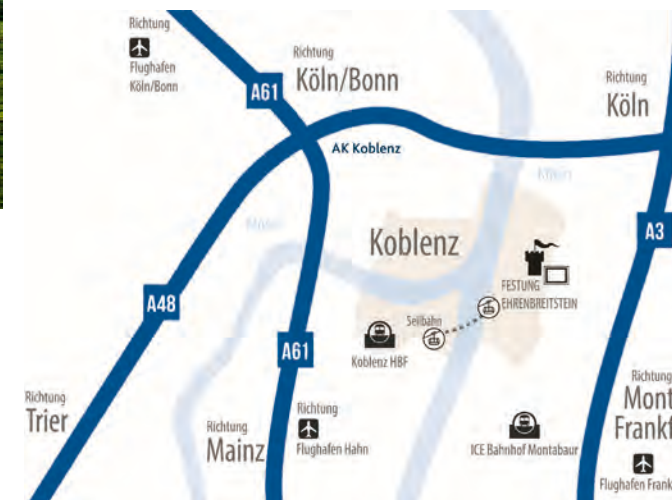 Richtung
Flughafen
Köln/Bonn
A61
Richtung
Köln/Bonn
Richtung
Köln
AK Koblenz
Mosel
Rhein
Koblenz
A3
FESTUNG
EHRENBREITSTEIN
A48
Seilbahn
Koblenz HBF
A61
Richtung
Trier
Richtung
Mainz
Richtung
Flughafen Hahn
ICE Bahnhof Montabaur
Richtung
Mont
Frankf
Flughafen Frank